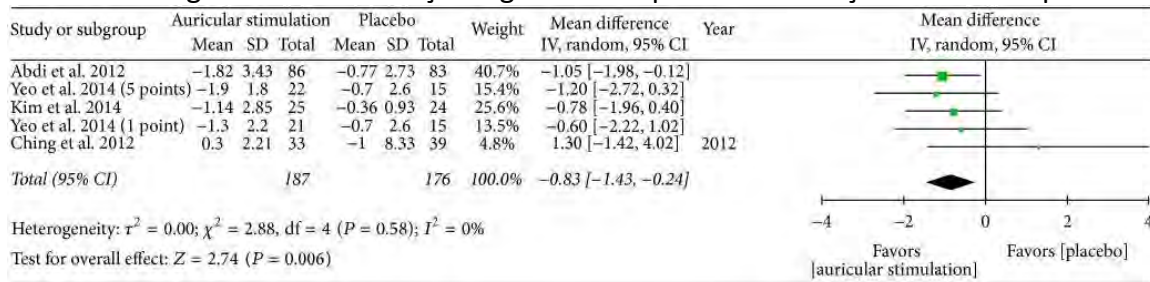 Study or subgroup Auricular stimulation Placebo Weight Mean difference Year Mean difference
Mean SD Total Mean SD Total IV, random, 95% CI IV, random, 95% CI
Abdi et al. 2012 −1.82 3.43 86 −0.77 2.73 83 40.7% −1.05 [−1.98, −0.12]
Yeo et al. 2014 (5 points) −1.9 1.8 22 −0.7 2.6 15 15.4% −1.20 [−2.72, 0.32]
Kim et al. 2014 −1.14 2.85 25 −0.36 0.93 24 25.6% −0.78 [−1.96, 0.40]
Yeo et al. 2014 (1 point) −1.3 2.2 21 −0.7 2.6 15 13.5% −0.60 [−2.22, 1.02]
Ching et al. 2012 0.3 2.21 33 −1 8.33 39 4.8% 1.30 [−1.42, 4.02] 2012
Total (95% CI) 187 176 100.0% −0.83 [−1.43, −0.24]
Heterogeneity: τ² = 0.00; χ² = 2.88, df = 4 (P = 0.58); I² = 0%
Test for overall effect: Z = 2.74 (P = 0.006)
−4 −2 0 2 4
Favors Favors [placebo]
[auricular stimulation]